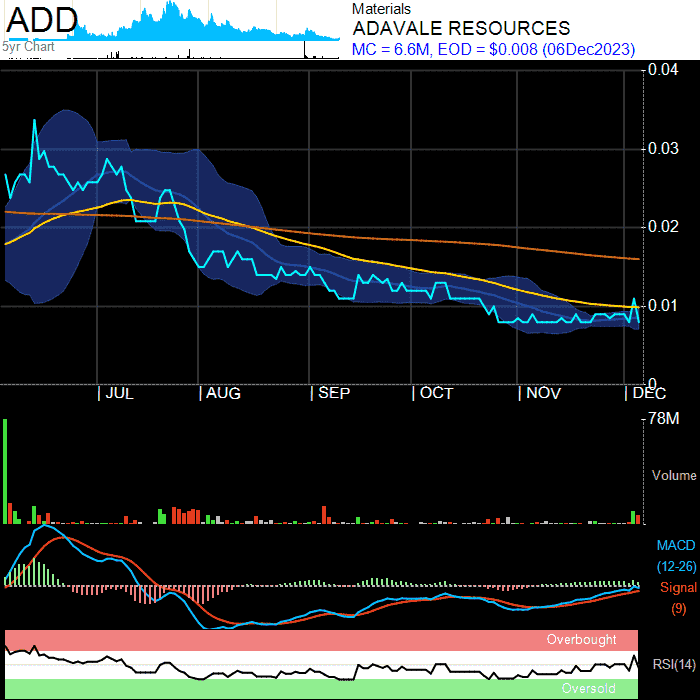 ADD
5yr Chart
Materials
ADAVALE RESOURCES
MC = 6.6M, EOD = $0.008 (06Dec2023)
0.04
0.03
0.02
0.01
0
JUL
AUG
SEP
OCT
NOV
DEC
78M
Volume
MACD
(12-26)
Signal
(9)
Overbought
RSI(14)
Oversold